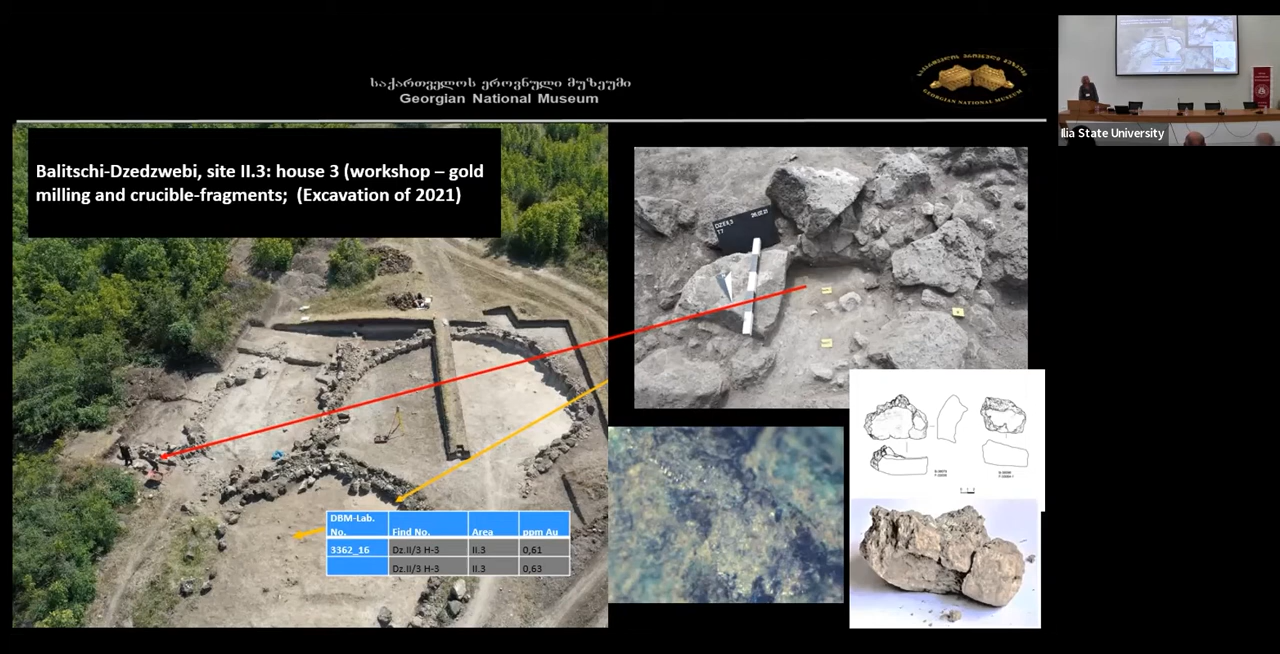 საქართველოს ეროვნული მუზეუმი
Georgian National Museum
Balitschi-Dzedzwebi, site II.3: house 3 (workshop – gold
milling and crucible-fragments;  (Excavation of 2021)
DBM-Lab. No. Find No. Area ppm Au
3362_16 Dz.II/3 H-3 II.3 0,61
Dz.II/3 H-3 II.3 0,63
Ilia State University